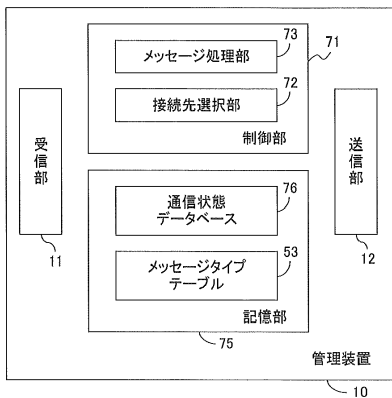 73
メッセージ処理部
71
72
接続先選択部
制御部
受信部
11
送信部
12
76
通信状態
データベース
53
メッセージタイプ
テーブル
記憶部
75
管理装置
10